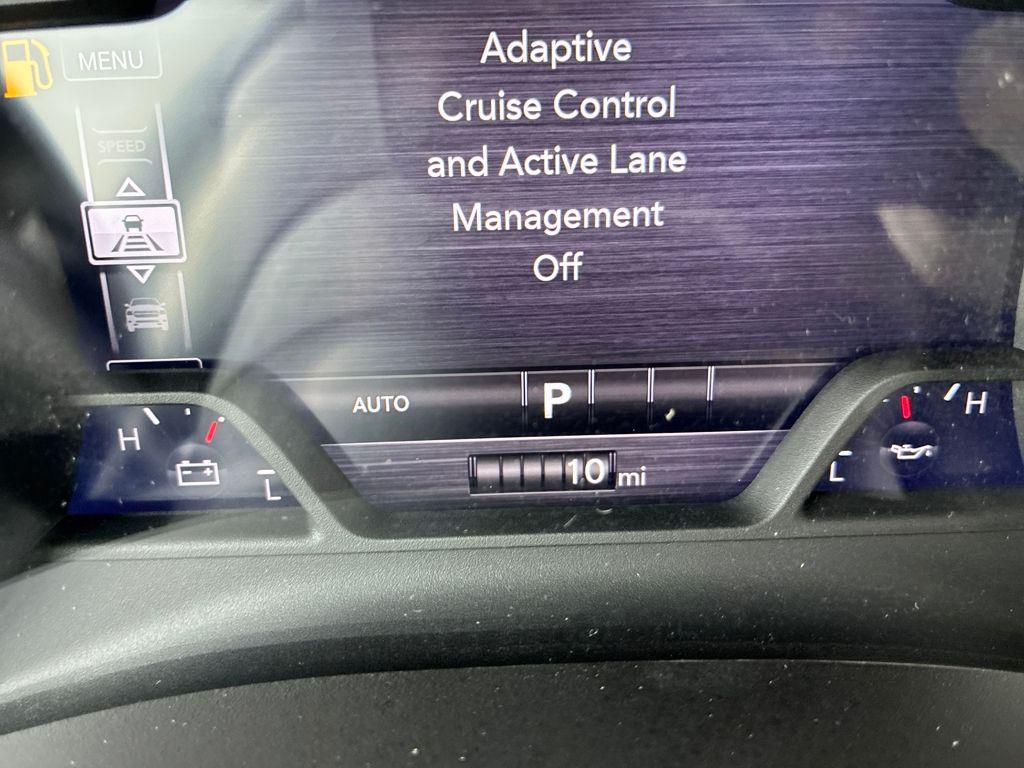 MENU
Adaptive
Cruise Control
SPEED
and Active Lane
Management
Off
AUTO
P
H
L
10 mi
L
H